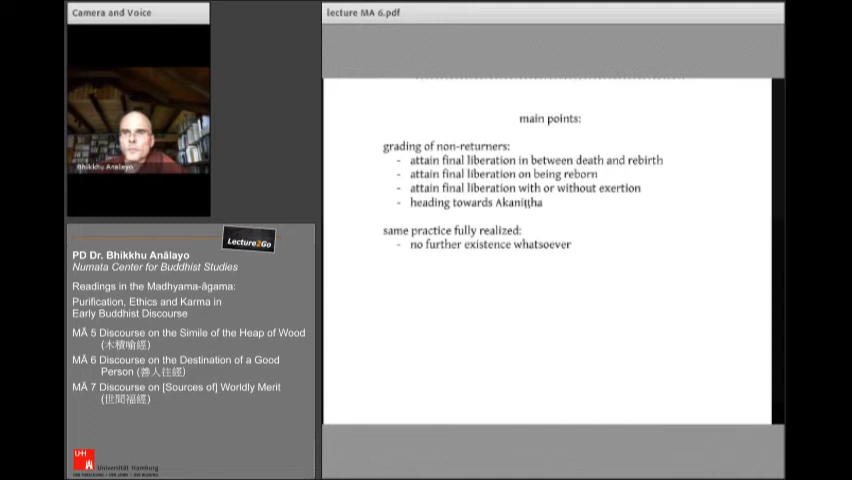 Camera and Voice
lecture MA 6.pdf
Bhikkhu Analayo
main points:
grading of non-returners:
- attain final liberation in between death and rebirth
- attain final liberation on being reborn
- attain final liberation with or without exertion
- heading towards Akaniṭṭha
same practice fully realized:
- no further existence whatsoever
Lecture2Go
PD Dr. Bhikkhu Anālayo
Numata Center for Buddhist Studies
Readings in the Madhyama-āgama:
Purification, Ethics and Karma in
Early Buddhist Discourse
MĀ 5 Discourse on the Simile of the Heap of Wood
(木積喻經)
MĀ 6 Discourse on the Destination of a Good
Person (善人往經)
MĀ 7 Discourse on [Sources of] Worldly Merit
(世間福經)
UH
Universität Hamburg